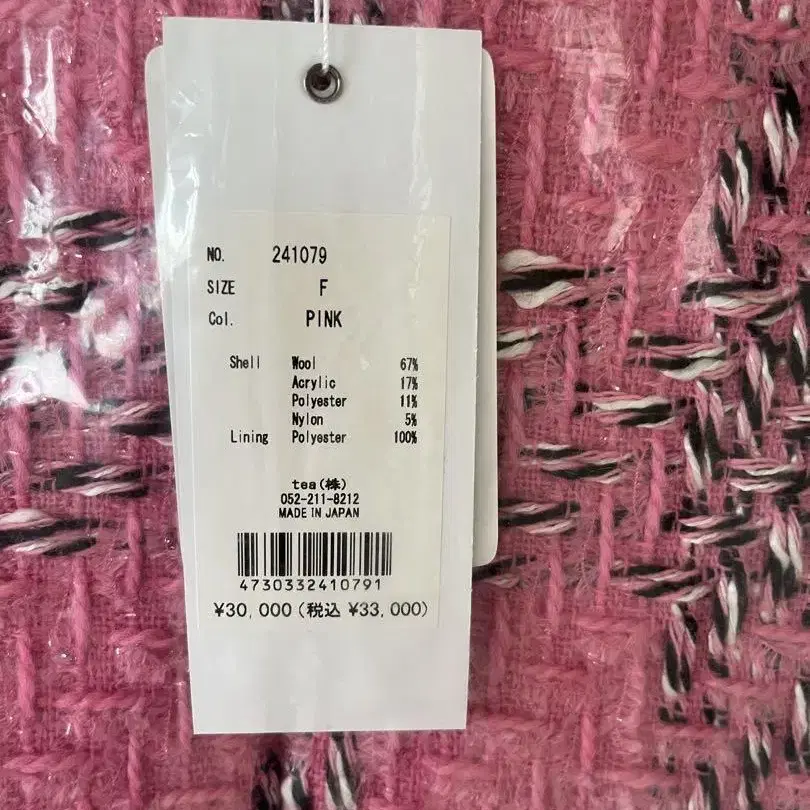 NO. 241079
SIZE F
Col. PINK
Shell Wool 67%
Acrylic 17%
Polyester 11%
Nylon 5%
Lining Polyester 100%
tea(株)
052-211-8212
MADE IN JAPAN
4730332410791
¥30,000(税込 ¥33,000)